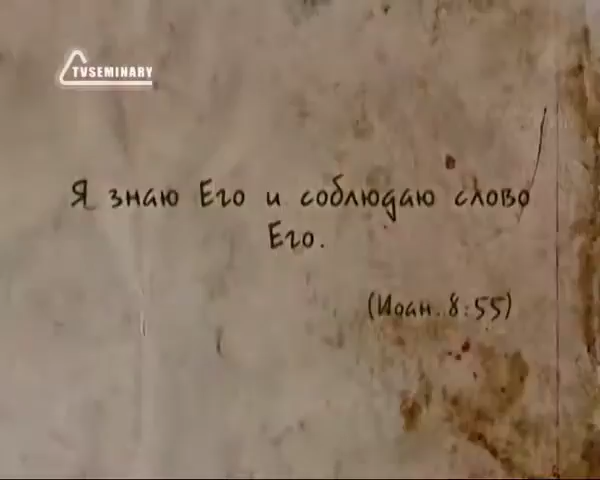 TVSEMINARY
Я знаю Его и соблюдаю слово
Его.
(Иоан. 8:55)